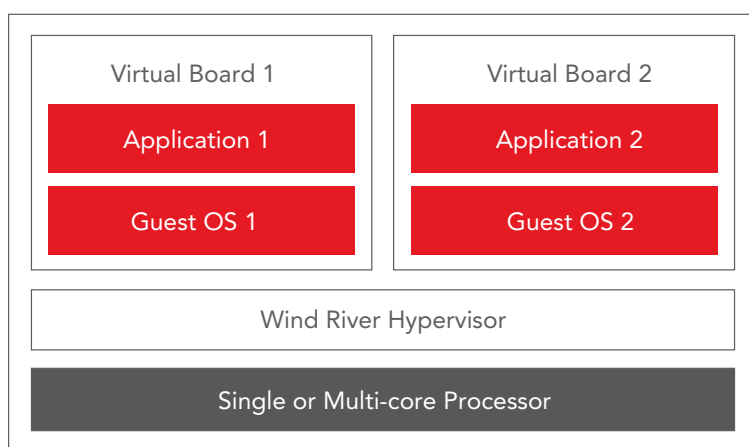 Virtual Board 1
Application 1
Guest OS 1
Virtual Board 2
Application 2
Guest OS 2
Wind River Hypervisor
Single or Multi-core Processor